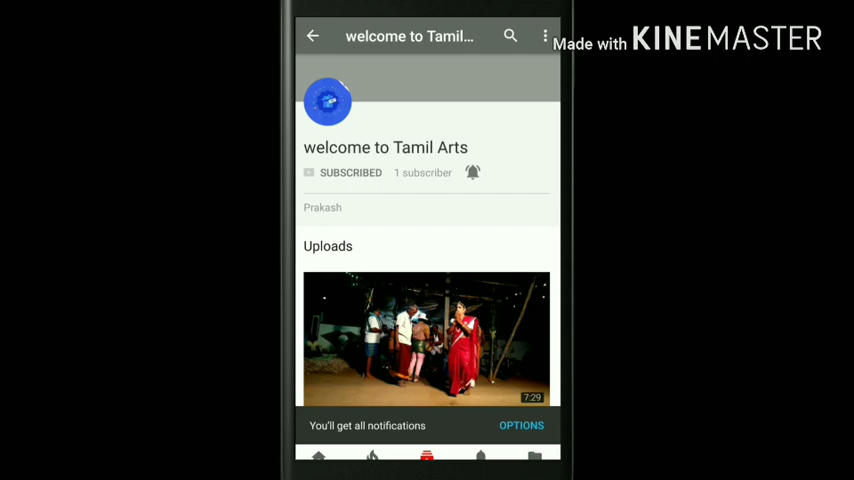 welcome to Tamil...
Made with KINEMASTER
welcome to Tamil Arts
SUBSCRIBED 1 subscriber
Prakash
Uploads
7:29
You'll get all notifications OPTIONS